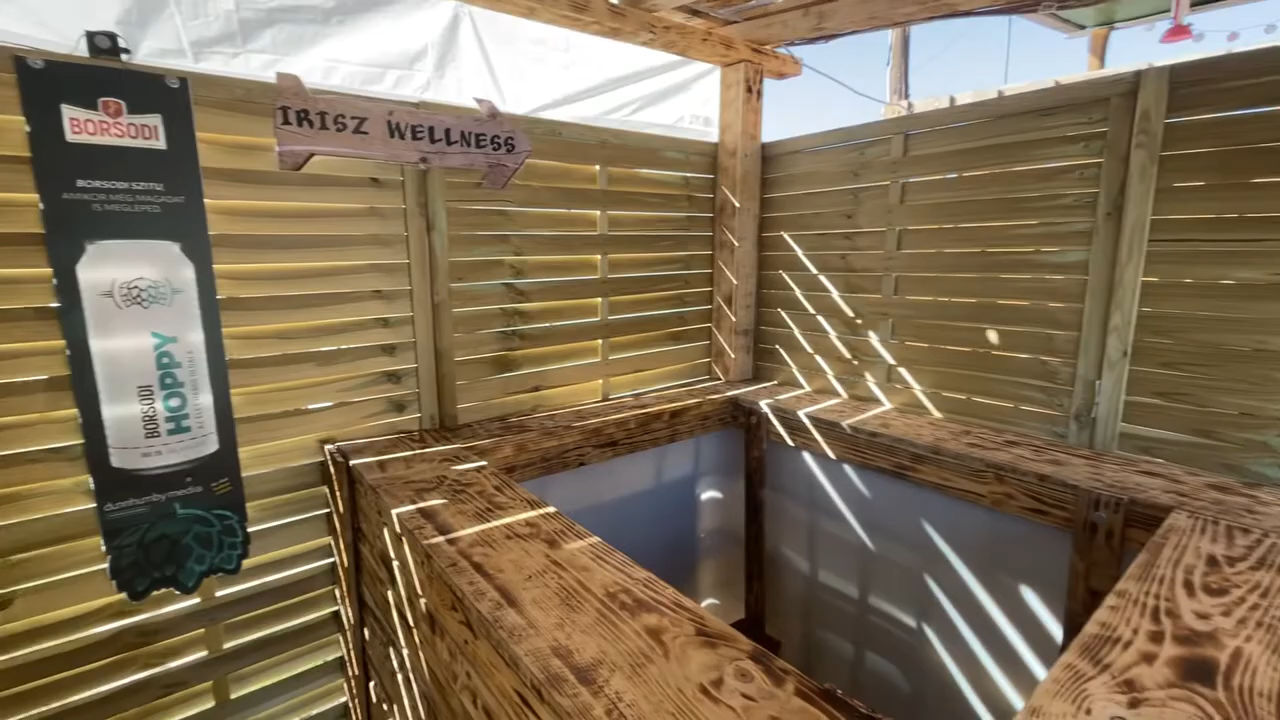 BORSODI
BORSODI SZITU,
AMIKOR MÉG MAGADAT
IS MEGLEPED.
BORSODI
HOPPY
dunnhumby media
IRISZ WELLNESS